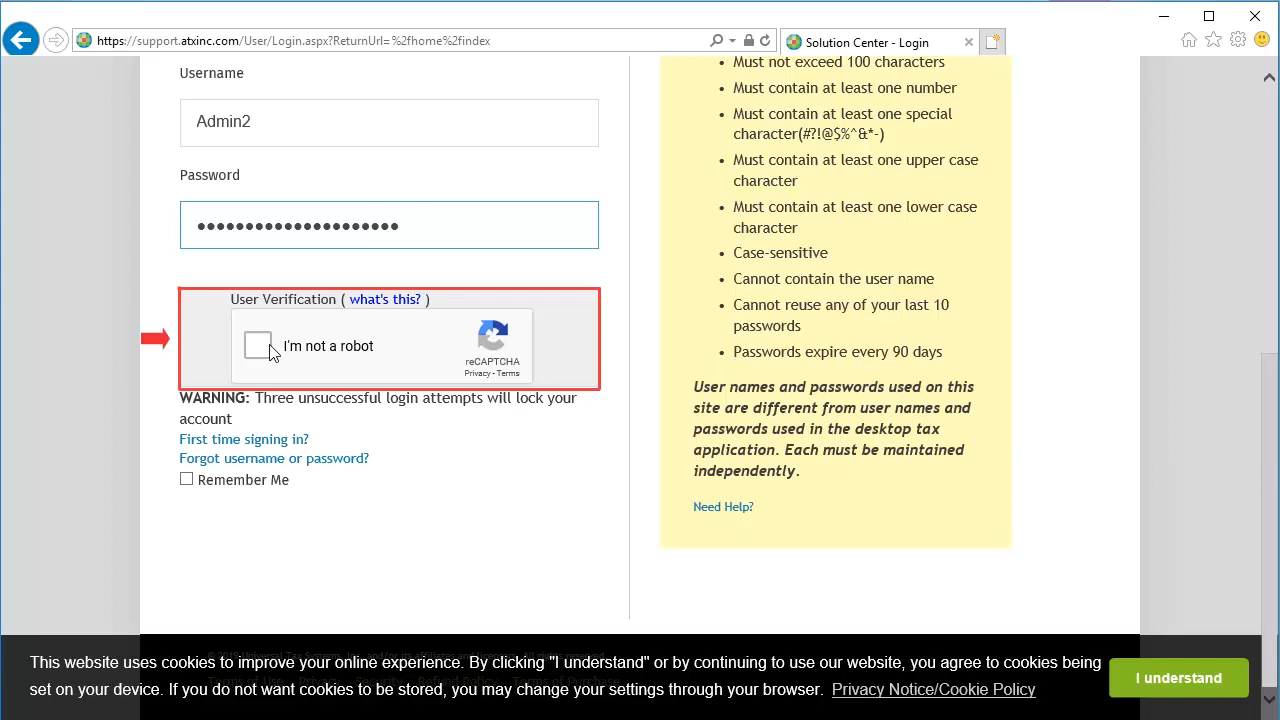 https://support.atxinc.com/User/Login.aspx?ReturnUrl=%2fhome%2findex
Solution Center - Login
Username
Admin2
Password
●●●●●●●●●●●●●●●●●●●●●
User Verification ( what's this? )
I'm not a robot
reCAPTCHA
Privacy - Terms
WARNING: Three unsuccessful login attempts will lock your
account
First time signing in?
Forgot username or password?
Remember Me
• Must not exceed 100 characters
• Must contain at least one number
• Must contain at least one special
character(#?!@$%^&*-)
• Must contain at least one upper case
character
• Must contain at least one lower case
character
• Case-sensitive
• Cannot contain the user name
• Cannot reuse any of your last 10
passwords
• Passwords expire every 90 days
User names and passwords used on this
site are different from user names and
passwords used in the desktop tax
application. Each must be maintained
independently.
Need Help?
This website uses cookies to improve your online experience. By clicking "I understand" or by continuing to use our website, you agree to cookies being
set on your device. If you do not want cookies to be stored, you may change your settings through your browser. Privacy Notice/Cookie Policy
I understand